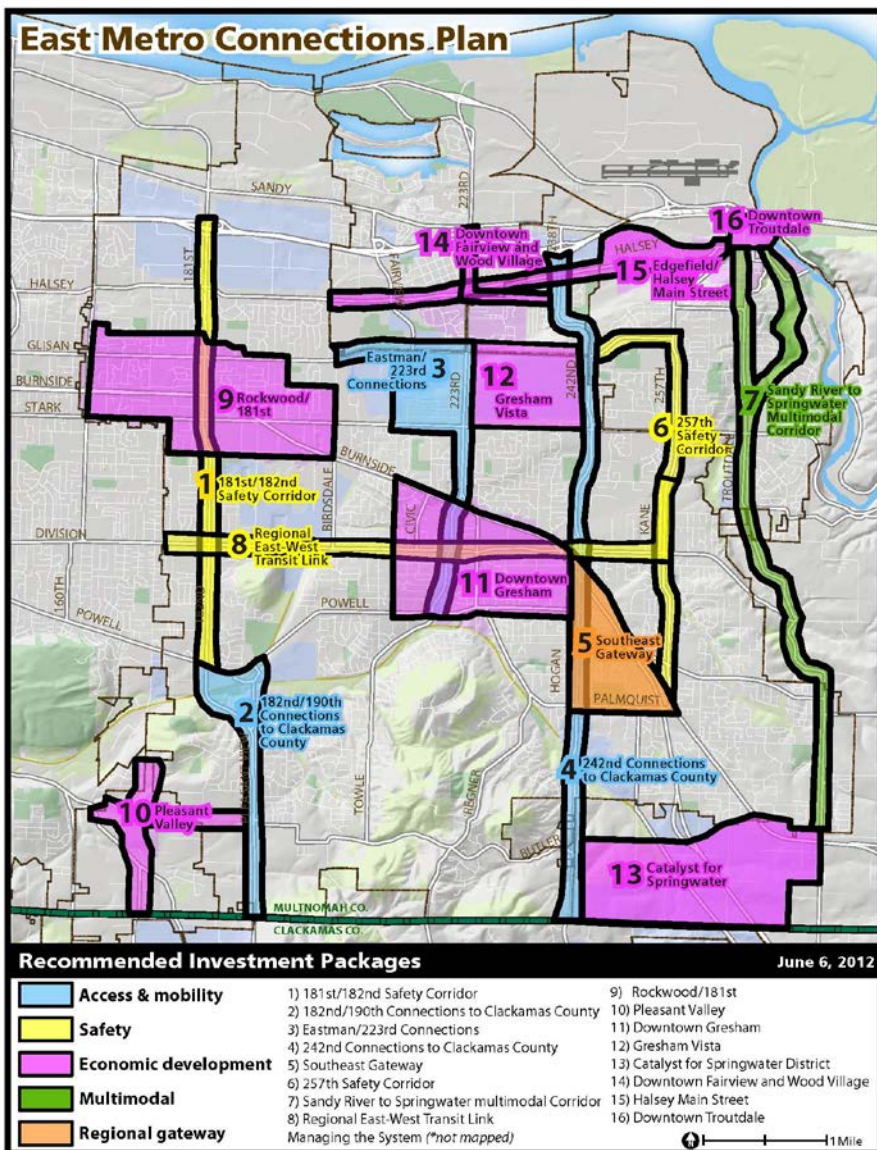 East Metro Connections Plan
SANDY
223RD
238TH
181ST
FAIRVIEW
HALSEY
HALSEY
16 Downtown
Troutdale
14 Downtown
Fairview and
Wood Village
15 Edgefield/
Halsey
Main Street
GLISAN
BURNSIDE
STARK
Eastman/
223rd
Connections
3
223RD
12
Gresham
Vista
242ND
257TH
9 Rockwood/
181st
6 257th
Safety
Corridor
7 Sandy River to
Springwater
Multimodal
Corridor
BURNSIDE
1 181st/182nd
Safety Corridor
BIRDSDALE
CIVIC
KANE
DIVISION
8 Regional
East-West
Transit Link
11 Downtown
Gresham
160TH
POWELL
POWELL
5 Southeast
Gateway
HOGAN
PALMQUIST
2 182nd/190th
Connections
to Clackamas
County
4 242nd Connections
to Clackamas County
TOWLE
REGNER
10 Pleasant
Valley
BUTLER
13 Catalyst for
Springwater
MULTNOMAH CO.
CLACKAMAS CO.
Recommended Investment Packages
June 6, 2012
Access & mobility
Safety
Economic development
Multimodal
Regional gateway
1) 181st/182nd Safety Corridor
2) 182nd/190th Connections to Clackamas County
3) Eastman/223rd Connections
4) 242nd Connections to Clackamas County
5) Southeast Gateway
6) 257th Safety Corridor
7) Sandy River to Springwater multimodal Corridor
8) Regional East-West Transit Link
Managing the System (*not mapped)
9) Rockwood/181st
10) Pleasant Valley
11) Downtown Gresham
12) Gresham Vista
13) Catalyst for Springwater District
14) Downtown Fairview and Wood Village
15) Halsey Main Street
16) Downtown Troutdale
1 Mile